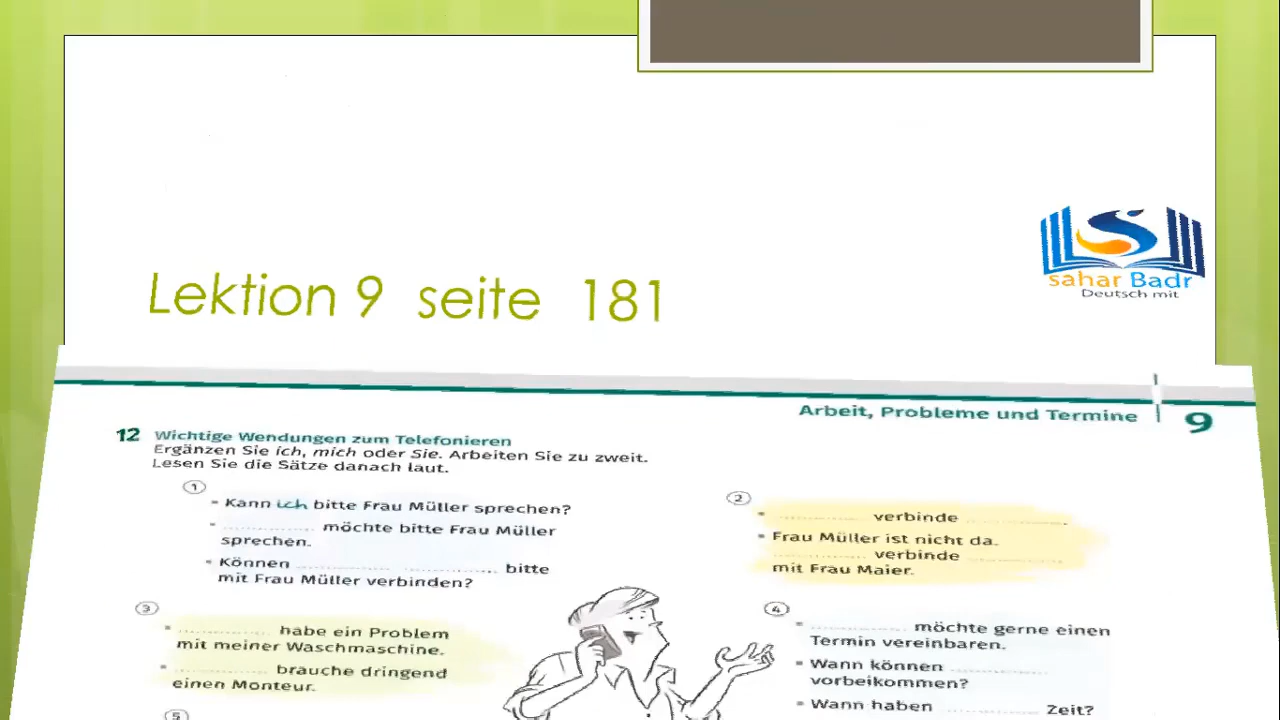 Lektion 9 seite 181
sahar Badr
Deutsch mit
Arbeit, Probleme und Termine 9
12 Wichtige Wendungen zum Telefonieren
Ergänzen Sie ich, mich oder Sie. Arbeiten Sie zu zweit.
Lesen Sie die Sätze danach laut.
1
Kann ich bitte Frau Müller sprechen?
.............. möchte bitte Frau Müller
sprechen.
Können .............. .............. bitte
mit Frau Müller verbinden?
2
.............. verbinde ..............
Frau Müller ist nicht da.
.............. verbinde ..............
mit Frau Maier.
3
.............. habe ein Problem
mit meiner Waschmaschine.
.............. brauche dringend
einen Monteur.
4
.............. möchte gerne einen
Termin vereinbaren.
Wann können ..............
vorbeikommen?
Wann haben .............. Zeit?
5